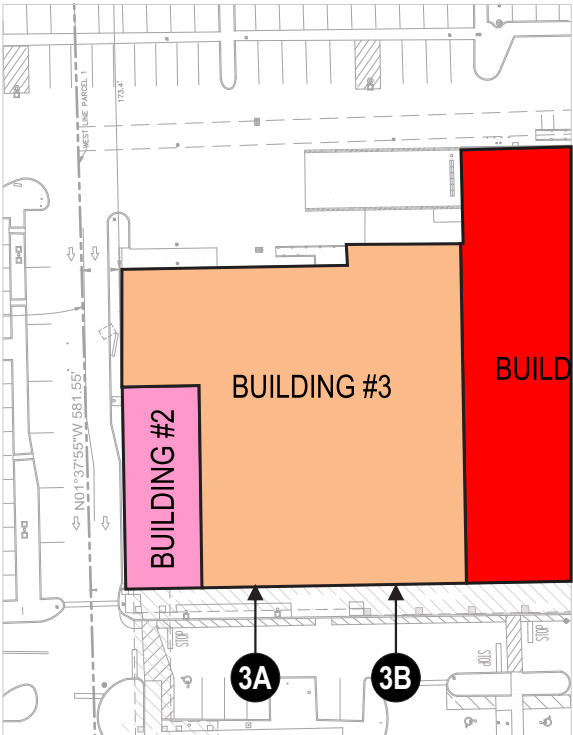 WEST LINE PARCEL 1
173.4'
N01°37'55"W 581.55'
BUILDING #3
BUILD
BUILDING #2
STOP
STOP
STOP
3A
3B